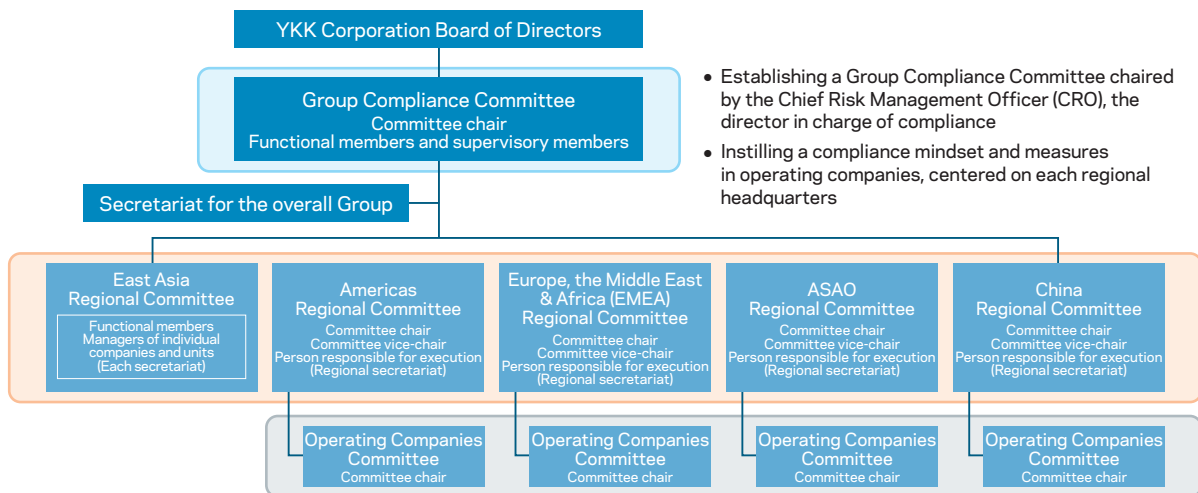 YKK Corporation Board of Directors
Group Compliance Committee
Committee chair
Functional members and supervisory members
• Establishing a Group Compliance Committee chaired
by the Chief Risk Management Officer (CRO), the
director in charge of compliance
• Instilling a compliance mindset and measures
in operating companies, centered on each regional
headquarters
Secretariat for the overall Group
East Asia
Regional Committee
Functional members
Managers of individual
companies and units
(Each secretariat)
Americas
Regional Committee
Committee chair
Committee vice-chair
Person responsible for execution
(Regional secretariat)
Europe, the Middle East
& Africa (EMEA)
Regional Committee
Committee chair
Committee vice-chair
Person responsible for execution
(Regional secretariat)
ASAO
Regional Committee
Committee chair
Committee vice-chair
Person responsible for execution
(Regional secretariat)
China
Regional Committee
Committee chair
Committee vice-chair
Person responsible for execution
(Regional secretariat)
Operating Companies
Committee
Committee chair
Operating Companies
Committee
Committee chair
Operating Companies
Committee
Committee chair
Operating Companies
Committee
Committee chair